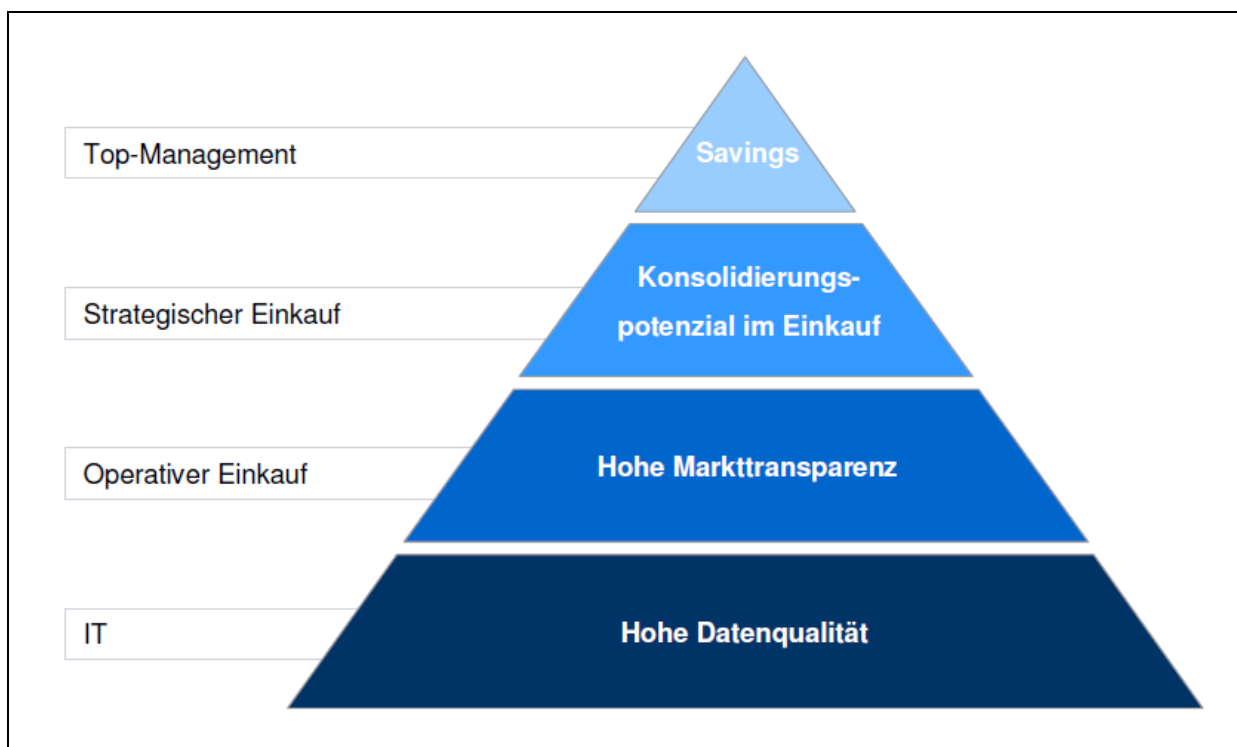 Top-Management
Savings
Strategischer Einkauf
Konsolidierungs-
potenzial im Einkauf
Operativer Einkauf
Hohe Markttransparenz
IT
Hohe Datenqualität